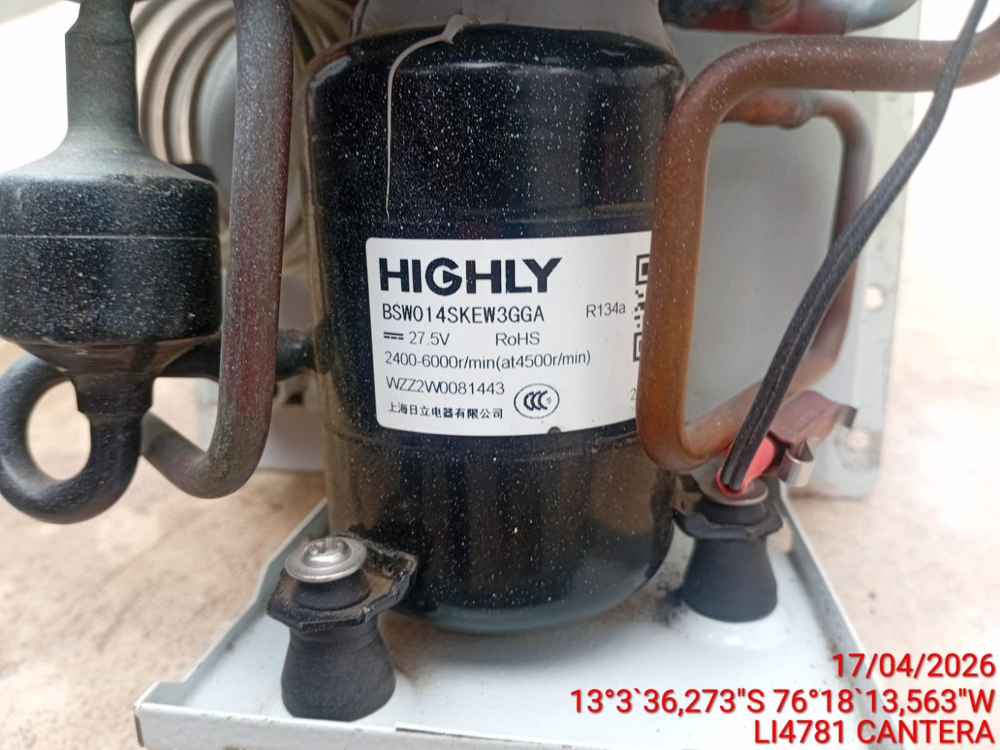 HIGHLY
BSW014SKEW3GGA R134a
27.5V RoHS
2400-6000r/min(at4500r/min)
WZZ2W0081443
CCC S
上海日立电器有限公司
17/04/2026
13°3`36,273"S 76°18`13,563"W
LI4781 CANTERA